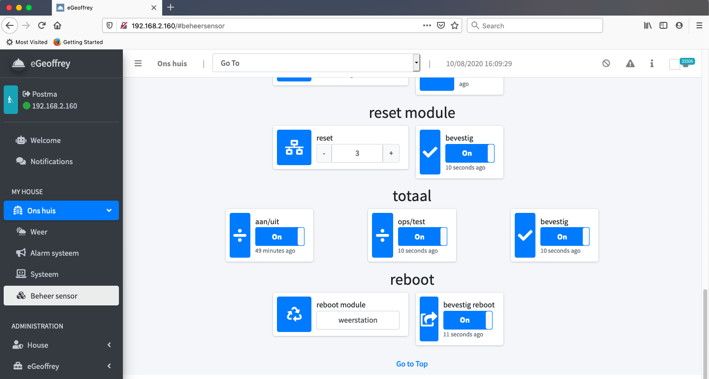 eGeoffrey
192.168.2.160/#beheersensor
Search
Most Visited
Getting Started
eGeoffrey
Ons huis
Go To
10/08/2020 16:09:29
Postma
192.168.2.160
Welcome
Notifications
MY HOUSE
Ons huis
Weer
Alarm systeem
Systeem
Beheer sensor
ADMINISTRATION
House
eGeoffrey
ago
reset module
reset
- 3 +
bevestig
On
10 seconds ago
totaal
aan/uit
On
49 minutes ago
ops/test
On
10 seconds ago
bevestig
On
10 seconds ago
reboot
reboot module
weerstation
bevestig reboot
On
11 seconds ago
Go to Top